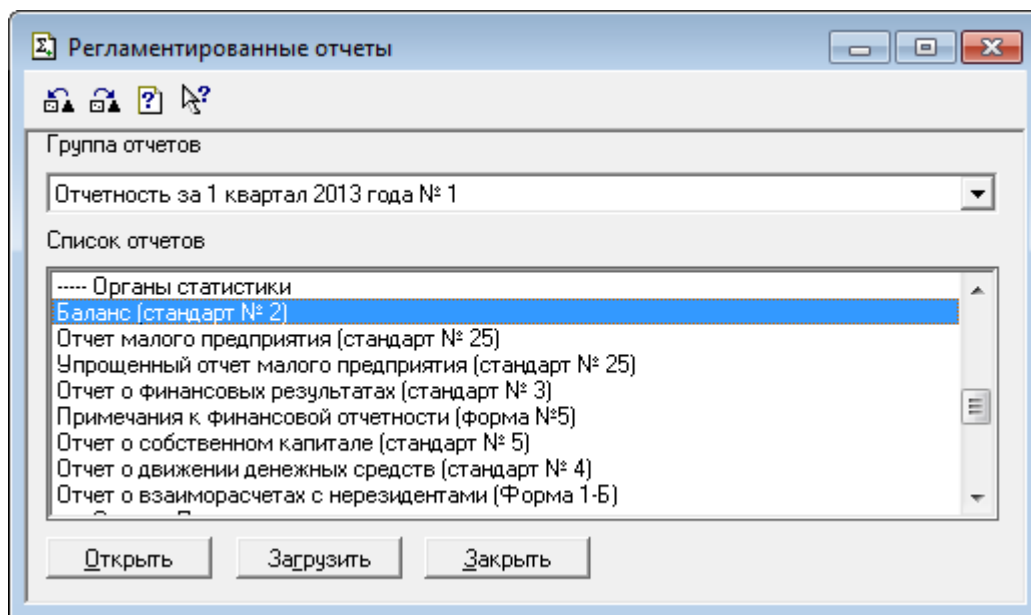 Регламентированные отчеты
Группа отчетов
Отчетность за 1 квартал 2013 года № 1
Список отчетов
----- Органы статистики
Баланс (стандарт № 2)
Отчет малого предприятия (стандарт № 25)
Упрощенный отчет малого предприятия (стандарт № 25)
Отчет о финансовых результатах (стандарт № 3)
Примечания к финансовой отчетности (форма №5)
Отчет о собственном капитале (стандарт № 5)
Отчет о движении денежных средств (стандарт № 4)
Отчет о взаиморасчетах с нерезидентами (Форма 1-Б)
Открыть Загрузить Закрыть